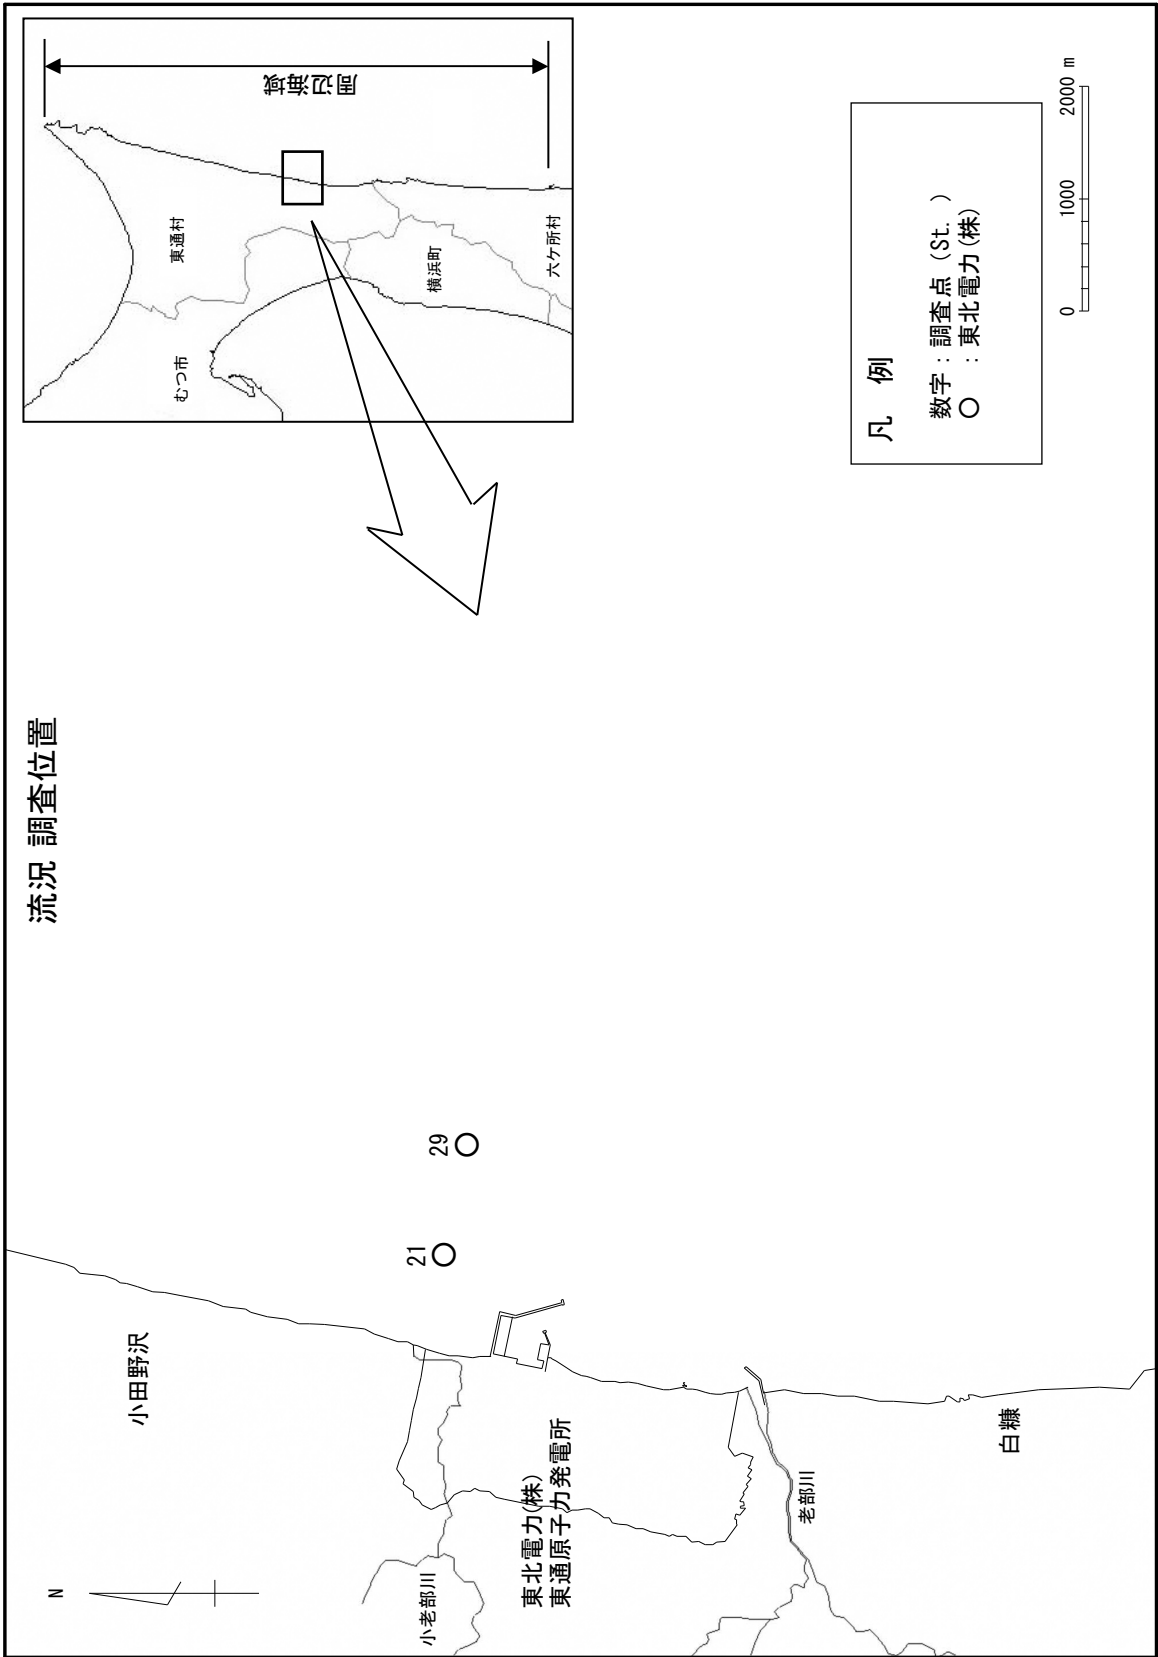 流況 調査位置
N
小田野沢
小老部川
東北電力(株)
東通原子力発電所
老部川
白糠
21
29
むつ市
東通村
横浜町
六ケ所村
周辺海域
凡 例
数字：調査点 (St. )
○ ：東北電力(株)
0 1000 2000 m